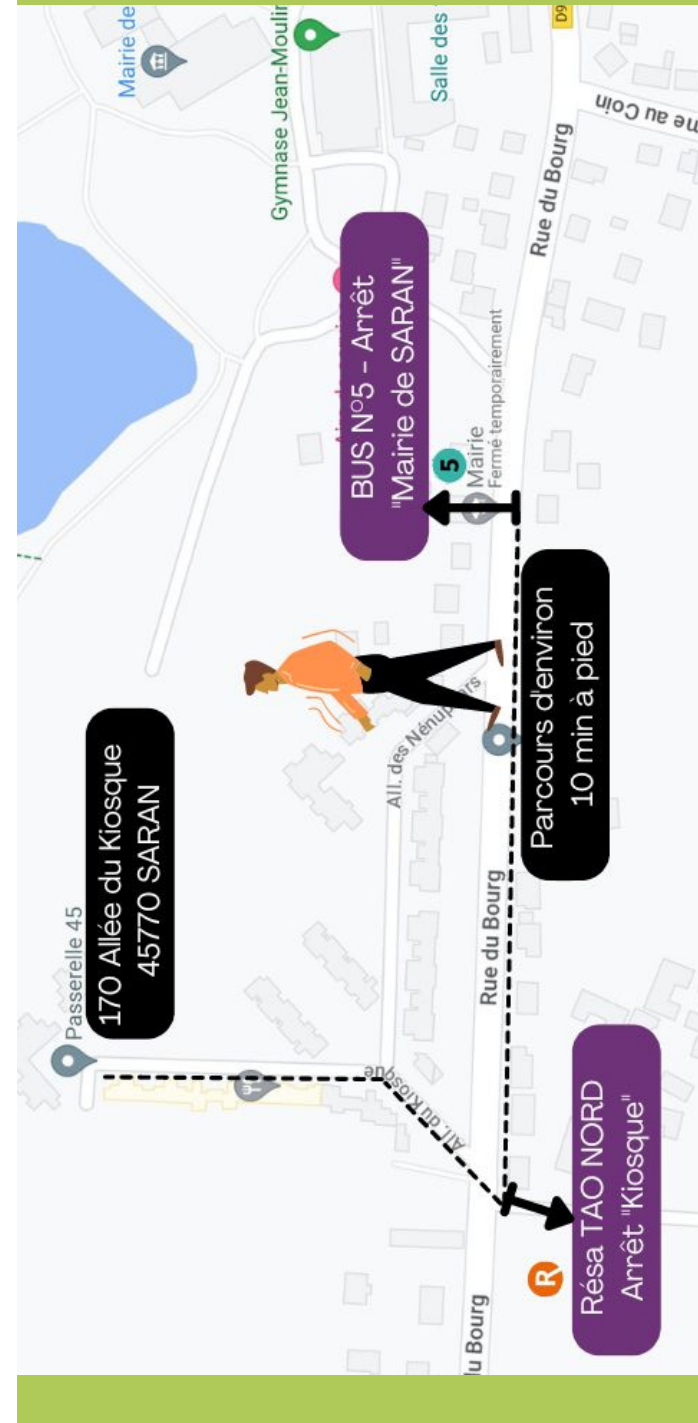 Passerelle 45
170 Allée du Kiosque
45770 SARAN
Mairie de
Gymnase Jean-Moulin
BUS N°5 - Arrêt
"Mairie de SARAN"
Salle des
All. du Kiosque
All. des Nénuphars
5
Mairie
Fermé temporairement
du Bourg
Rue du Bourg
Rue du Bourg
D9
me au Coin
Parcours d'environ
10 min à pied
R
Résa TAO NORD
Arrêt "Kiosque"